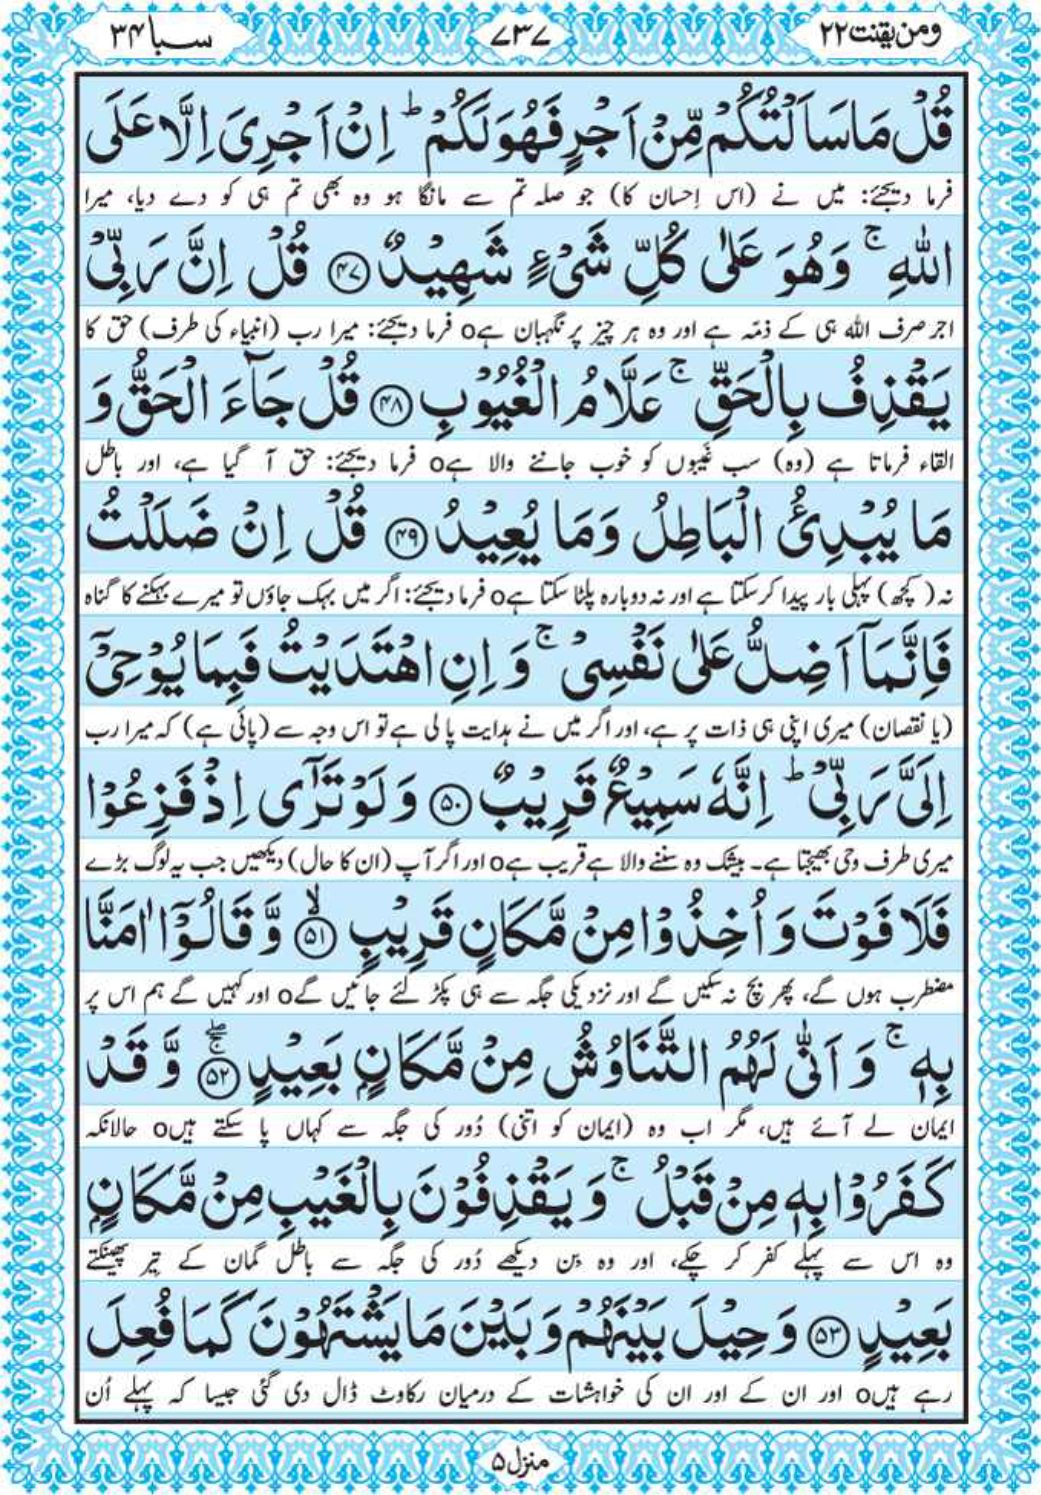 ومن یقنت ۲۲
۷۳۷
سبا ۳۴
قُلْ مَا سَاَلْتُكُمْ مِّنْ اَجْرٍ فَهُوَ لَكُمْ ؕ اِنْ اَجْرِیَ اِلَّا عَلَی
فرما دیجئے: میں نے (اس اِحسان کا) جو صلہ تم سے مانگا ہو وہ بھی تم ہی کو دے دیا، میرا
اللّٰهِ ۚ وَ هُوَ عَلٰی كُلِّ شَیْءٍ شَهِیْدٌ ﴿۴۷﴾ قُلْ اِنَّ رَبِّیْ
اجر صرف اللہ ہی کے ذمّہ ہے اور وہ ہر چیز پر نگہبان ہےo فرما دیجئے: میرا رب (انبیاء کی طرف) حق کا
یَقْذِفُ بِالْحَقِّ ۚ عَلَّامُ الْغُیُوْبِ ﴿۴۸﴾ قُلْ جَآءَ الْحَقُّ وَ
القاء فرماتا ہے (وہ) سب غیبوں کو خوب جاننے والا ہےo فرما دیجئے: حق آ گیا ہے، اور باطل
مَا یُبْدِئُ الْبَاطِلُ وَ مَا یُعِیْدُ ﴿۴۹﴾ قُلْ اِنْ ضَلَلْتُ
نہ (کچھ) پہلی بار پیدا کرسکتا ہے اور نہ دوبارہ پلٹا سکتا ہےo فرما دیجئے: اگر میں بہک جاؤں تو میرے بہکنے کا گناہ
فَاِنَّمَاۤ اَضِلُّ عَلٰی نَفْسِیْ ۚ وَ اِنِ اهْتَدَیْتُ فَبِمَا یُوْحِیْۤ
(یا نقصان) میری اپنی ہی ذات پر ہے، اور اگر میں نے ہدایت پا لی ہے تو اس وجہ سے (پائی ہے) کہ میرا رب
اِلَیَّ رَبِّیْ ؕ اِنَّهٗ سَمِیْعٌ قَرِیْبٌ ﴿۵۰﴾ وَ لَوْ تَرٰۤی اِذْ فَزِعُوْا
میری طرف وحی بھیجتا ہے۔ بیشک وہ سننے والا ہے قریب ہےo اور اگر آپ (ان کا حال) دیکھیں جب یہ لوگ بڑے
فَلَا فَوْتَ وَ اُخِذُوْا مِنْ مَّكَانٍ قَرِیْبٍ ﴿ۙ۵۱﴾ وَّ قَالُوْۤا اٰمَنَّا
مضطرب ہوں گے، پھر بچ نہ سکیں گے اور نزدیکی جگہ سے ہی پکڑ لئے جائیں گےo اور کہیں گے ہم اس پر
بِهٖ ۚ وَ اَنّٰی لَهُمُ التَّنَاوُشُ مِنْ مَّكَانٍۭ بَعِیْدٍ ﴿ۚۖ۵۲﴾ وَّ قَدْ
ایمان لے آئے ہیں، مگر اب وہ (ایمان کو اتنی) دُور کی جگہ سے کہاں پا سکتے ہیںo حالانکہ
كَفَرُوْا بِهٖ مِنْ قَبْلُ ۚ وَ یَقْذِفُوْنَ بِالْغَیْبِ مِنْ مَّكَانٍۭ
وہ اس سے پہلے کفر کر چکے، اور وہ بن دیکھے دُور کی جگہ سے باطل گمان کے تیر پھینکتے
بَعِیْدٍ ﴿۵۳﴾ وَ حِیْلَ بَیْنَهُمْ وَ بَیْنَ مَا یَشْتَهُوْنَ كَمَا فُعِلَ
رہے ہیںo اور ان کے اور ان کی خواہشات کے درمیان رکاوٹ ڈال دی گئی جیسا کہ پہلے اُن
منزل ۵